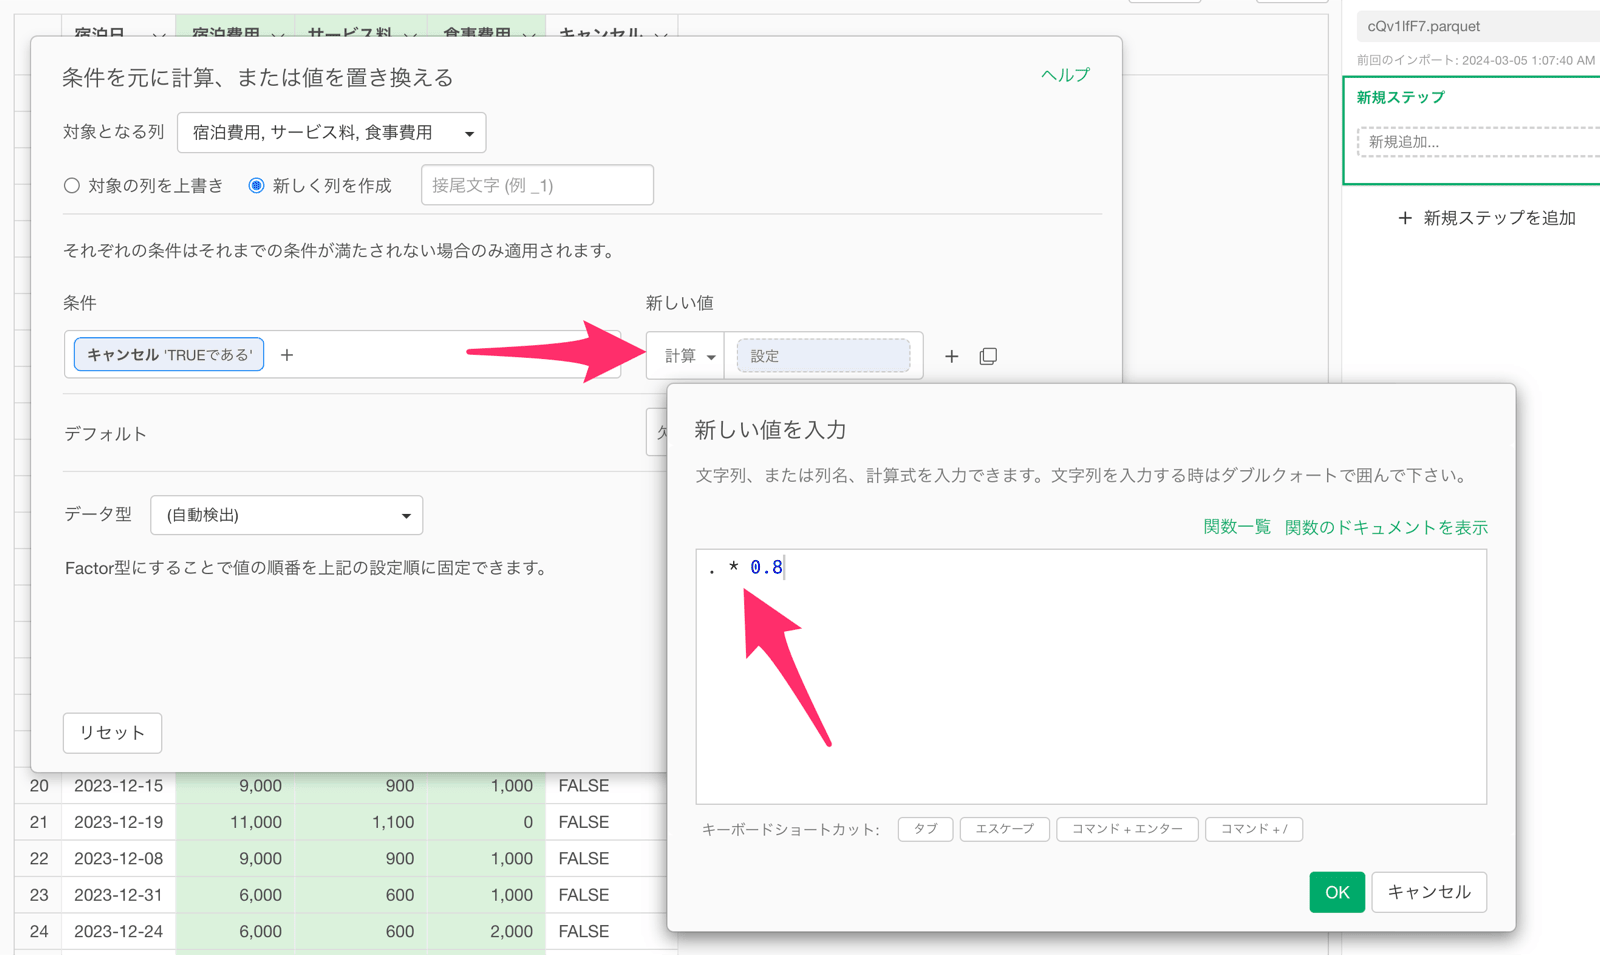 宿泊日 宿泊費用 サービス料 食事費用 キャンセル
cQv1lfF7.parquet
前回のインポート: 2024-03-05 1:07:40 AM
新規ステップ
新規追加...
+ 新規ステップを追加
条件を元に計算、または値を置き換える
ヘルプ
対象となる列 宿泊費用, サービス料, 食事費用
対象の列を上書き 新しく列を作成 接尾文字 (例 _1)
それぞれの条件はそれまでの条件が満たされない場合のみ適用されます。
条件 新しい値
キャンセル 'TRUEである' + 計算 設定 +
デフォルト
データ型 (自動検出)
Factor型にすることで値の順番を上記の設定順に固定できます。
リセット
新しい値を入力
文字列、または列名、計算式を入力できます。文字列を入力する時はダブルクォートで囲んで下さい。
関数一覧 関数のドキュメントを表示
. * 0.8
キーボードショートカット: タブ エスケープ コマンド + エンター コマンド + /
OK キャンセル
20 2023-12-15 9,000 900 1,000 FALSE
21 2023-12-19 11,000 1,100 0 FALSE
22 2023-12-08 9,000 900 1,000 FALSE
23 2023-12-31 6,000 600 1,000 FALSE
24 2023-12-24 6,000 600 2,000 FALSE